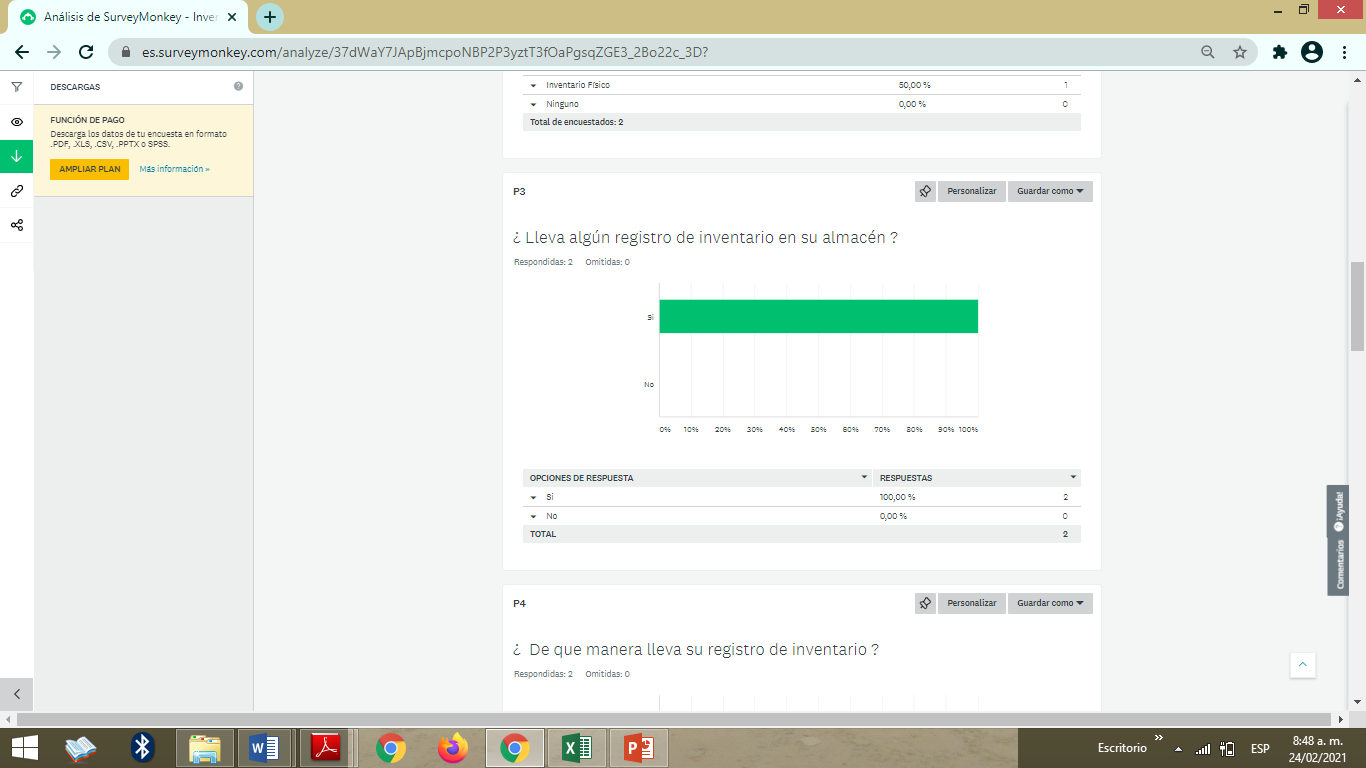 Análisis de SurveyMonkey - Inver
es.surveymonkey.com/analyze/37dWaY7JApBjmcpoNBP2P3yztT3fOaPgsqZGE3_2Bo22c_3D?
DESCARGAS
FUNCIÓN DE PAGO
Descarga los datos de tu encuesta en formato
.PDF, .XLS, .CSV, .PPTX o SPSS.
AMPLIAR PLAN Más información »
Inventario Físico 50,00 % 1
Ninguno 0,00 % 0
Total de encuestados: 2
P3 Personalizar Guardar como
¿ Lleva algún registro de inventario en su almacén ?
Respondidas: 2 Omitidas: 0
Sí
No
0% 10% 20% 30% 40% 50% 60% 70% 80% 90% 100%
OPCIONES DE RESPUESTA RESPUESTAS
Sí 100,00 % 2
No 0,00 % 0
TOTAL 2
P4 Personalizar Guardar como
¿ De que manera lleva su registro de inventario ?
Respondidas: 2 Omitidas: 0
¡Ayuda!
Comentarios
Escritorio
ESP
8:48 a. m.
24/02/2021